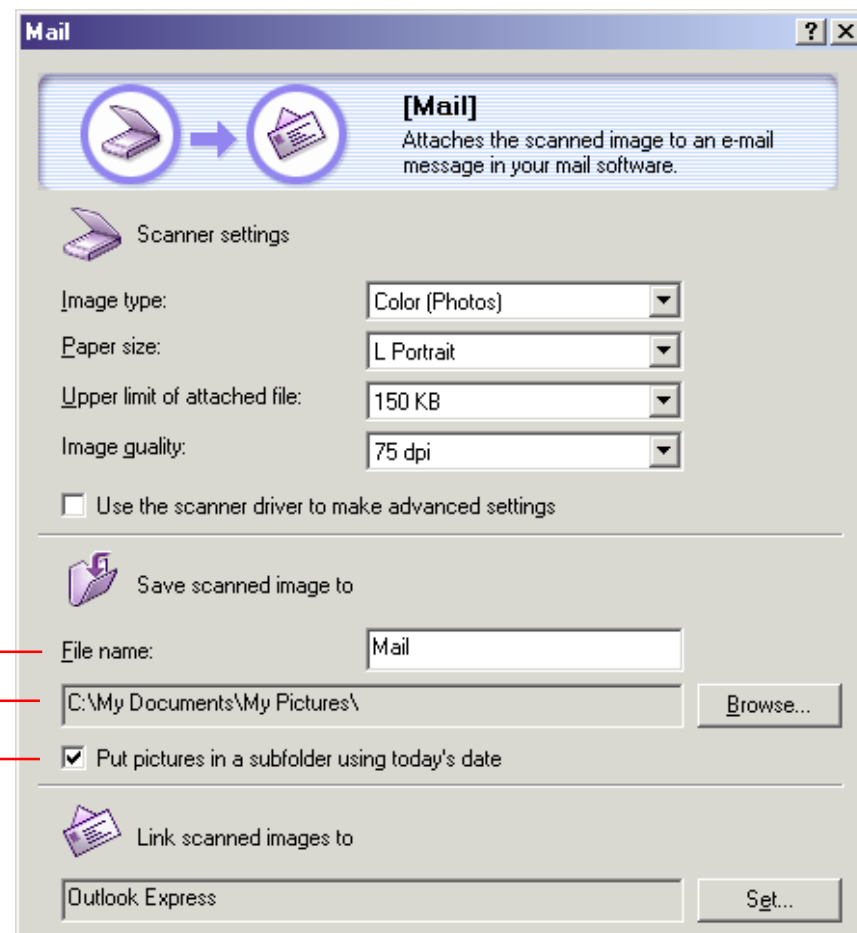 Mail
[Mail]
Attaches the scanned image to an e-mail
message in your mail software.
Scanner settings
Image type:
Color (Photos)
Paper size:
L Portrait
Upper limit of attached file:
150 KB
Image quality:
75 dpi
Use the scanner driver to make advanced settings
Save scanned image to
File name:
Mail
C:\My Documents\My Pictures\
Browse...
Put pictures in a subfolder using today's date
Link scanned images to
Outlook Express
Set...